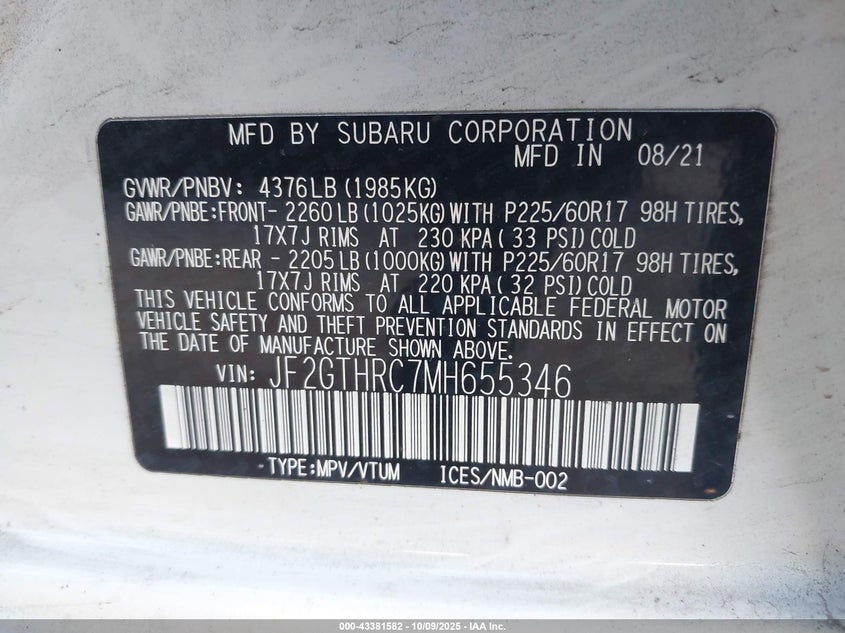 MFD BY SUBARU CORPORATION
MFD IN 08/21
GVWR/PNBV: 4376LB (1985KG)
GAWR/PNBE:FRONT- 2260 LB (1025KG) WITH P225/60R17 98H TIRES,
17X7J RIMS AT 230 KPA ( 33 PSI) COLD
GAWR/PNBE:REAR - 2205 LB (1000KG) WITH P225/60R17 98H TIRES,
17X7J RIMS AT 220 KPA ( 32 PSI) COLD
THIS VEHICLE CONFORMS TO ALL APPLICABLE FEDERAL MOTOR
VEHICLE SAFETY AND THEFT PREVENTION STANDARDS IN EFFECT ON
THE DATE OF MANUFACTURE SHOWN ABOVE.
VIN: JF2GTHRC7MH655346
TYPE:MPV/VTUM ICES/NMB-002
000-43381582 - 10/09/2025 - IAA Inc.